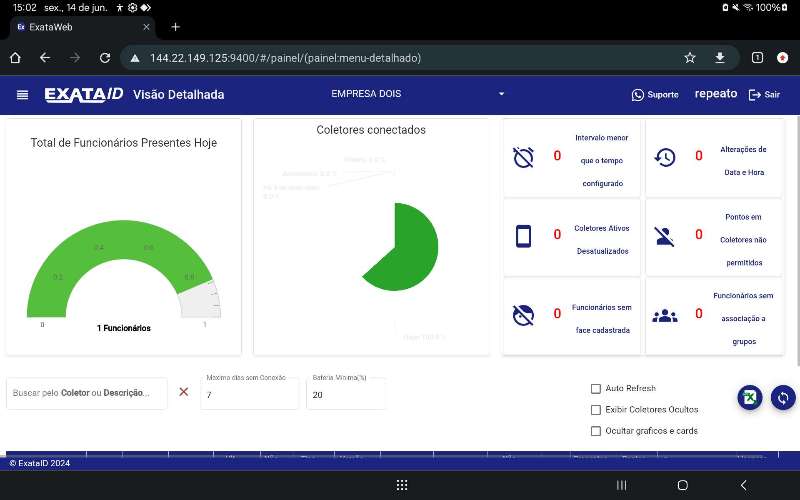 15:02 sex., 14 de jun.
100%
Ex ExataWeb
144.22.149.125:9400/#/painel/(painel:menu-detalhado)
1
EXATAID Visão Detalhada
EMPRESA DOIS
Suporte
repeato
Sair
Total de Funcionários Presentes Hoje
0.2
0.4
0.6
0.8
0
1 Funcionários
1
Coletores conectados
0 Intervelo menor
que o tempo
configurado
0 Alterações de
Data e Hora
0 Coletores Ativos
Desatualizados
0 Pontos em
Coletores não
permitidos
0 Funcionários sem
face cadastrada
0 Funcionários sem
associação a
grupos
Buscar pelo Coletor ou Descrição...
Máximo dias sem Conexão
7
Bateria Mínima(%)
20
Auto Refresh
Exibir Coletores Ocultos
Ocultar graficos e cards
© ExataID 2024